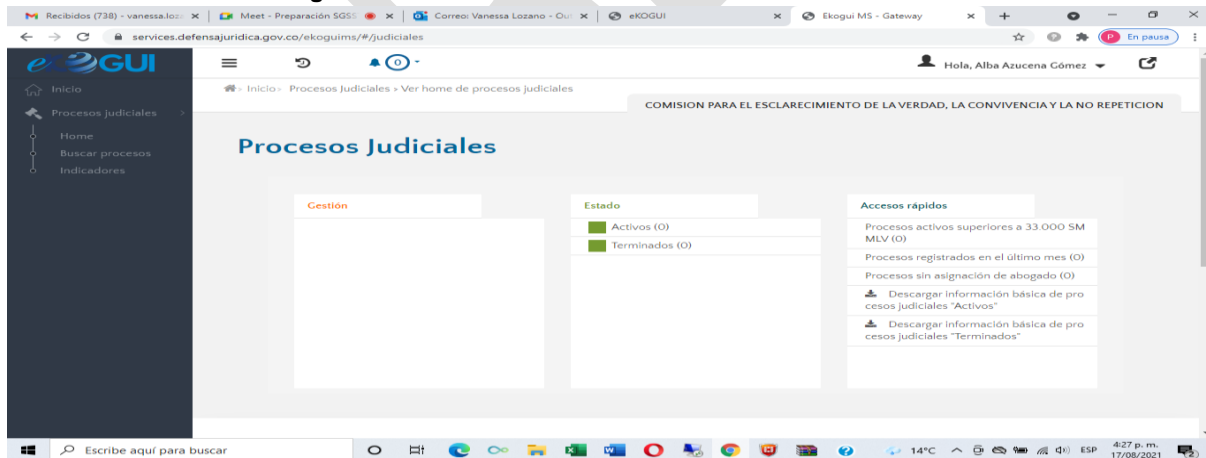 Recibidos (738) - vanessa.loza
Meet - Preparación SGSS
Correo: Vanessa Lozano - Ou
eKOGUI
Ekogui MS - Gateway
services.defensajuridica.gov.co/ekoguims/#/judiciales
En pausa
GUI
0
Hola, Alba Azucena Gómez
Inicio
Inicio › Procesos Judiciales » Ver home de procesos judiciales
COMISION PARA EL ESCLARECIMIENTO DE LA VERDAD, LA CONVIVENCIA Y LA NO REPETICION
Procesos judiciales
Home
Buscar procesos
Indicadores
Procesos Judiciales
Gestión
Estado
Accesos rápidos
Activos (0)
Terminados (0)
Procesos activos superiores a 33.000 SM
MLV (0)
Procesos registrados en el último mes (0)
Procesos sin asignación de abogado (0)
Descargar información básica de pro
cesos judiciales "Activos"
Descargar información básica de pro
cesos judiciales "Terminados"
Escribe aquí para buscar
14°C
ESP
4:27 p. m.
17/08/2021